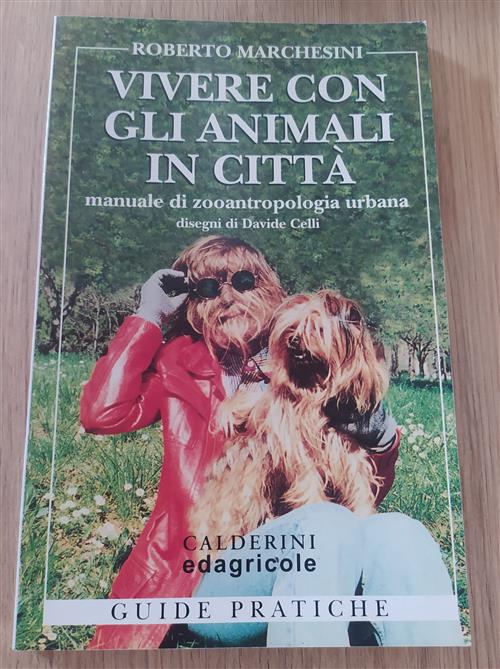 ROBERTO MARCHESINI
VIVERE CON
GLI ANIMALI
IN CITTÀ
manuale di zooantropologia urbana
disegni di Davide Celli
CALDERINI
edagricole
GUIDE PRATICHE